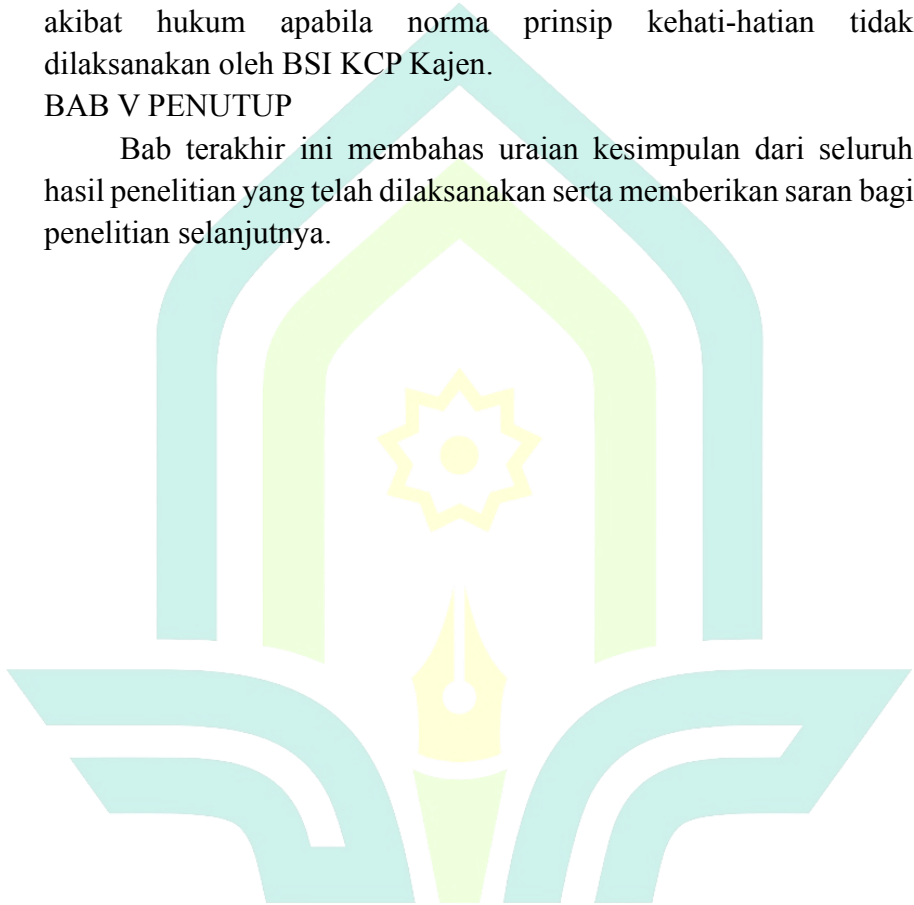 akibat hukum apabila norma prinsip kehati-hatian tidak
dilaksanakan oleh BSI KCP Kajen.
BAB V PENUTUP
Bab terakhir ini membahas uraian kesimpulan dari seluruh
hasil penelitian yang telah dilaksanakan serta memberikan saran bagi
penelitian selanjutnya.